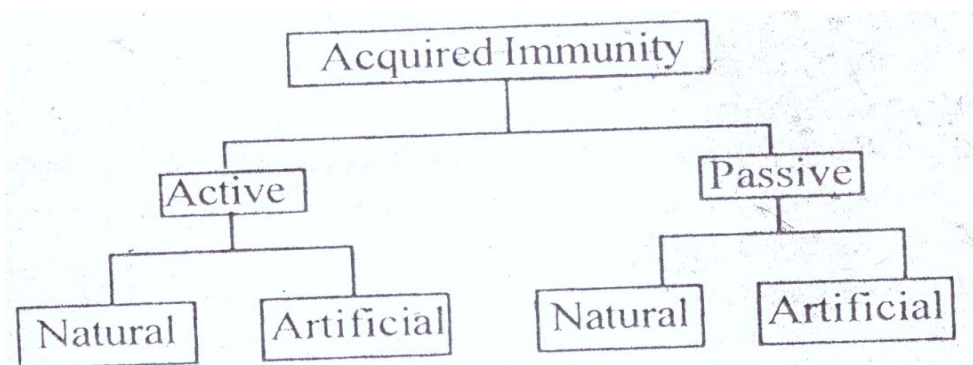 Acquired Immunity
Active
Passive
Natural
Artificial
Natural
Artificial